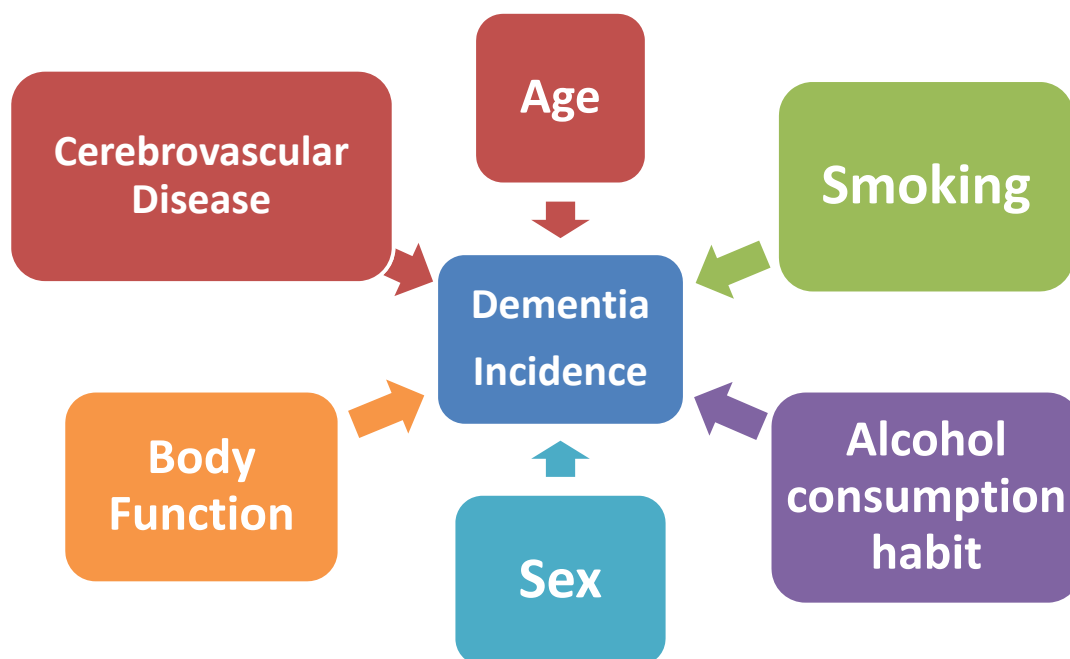 Age
Cerebrovascular
Disease
Smoking
Dementia
Incidence
Body
Function
Alcohol
consumption
habit
Sex